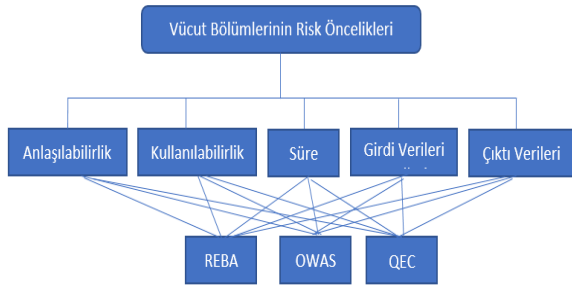 Vücut Bölümlerinin Risk Öncelikleri
Anlaşılabilirlik
Kullanılabilirlik
Süre
Girdi Verileri
Çıktı Verileri
REBA
OWAS
QEC